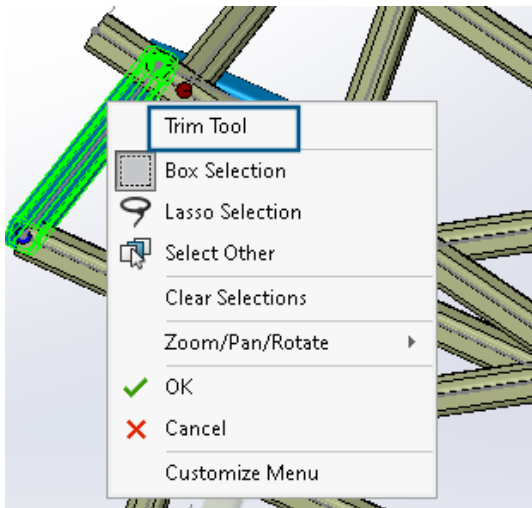 Trim Tool
Box Selection
Lasso Selection
Select Other
Clear Selections
Zoom/Pan/Rotate
OK
Cancel
Customize Menu